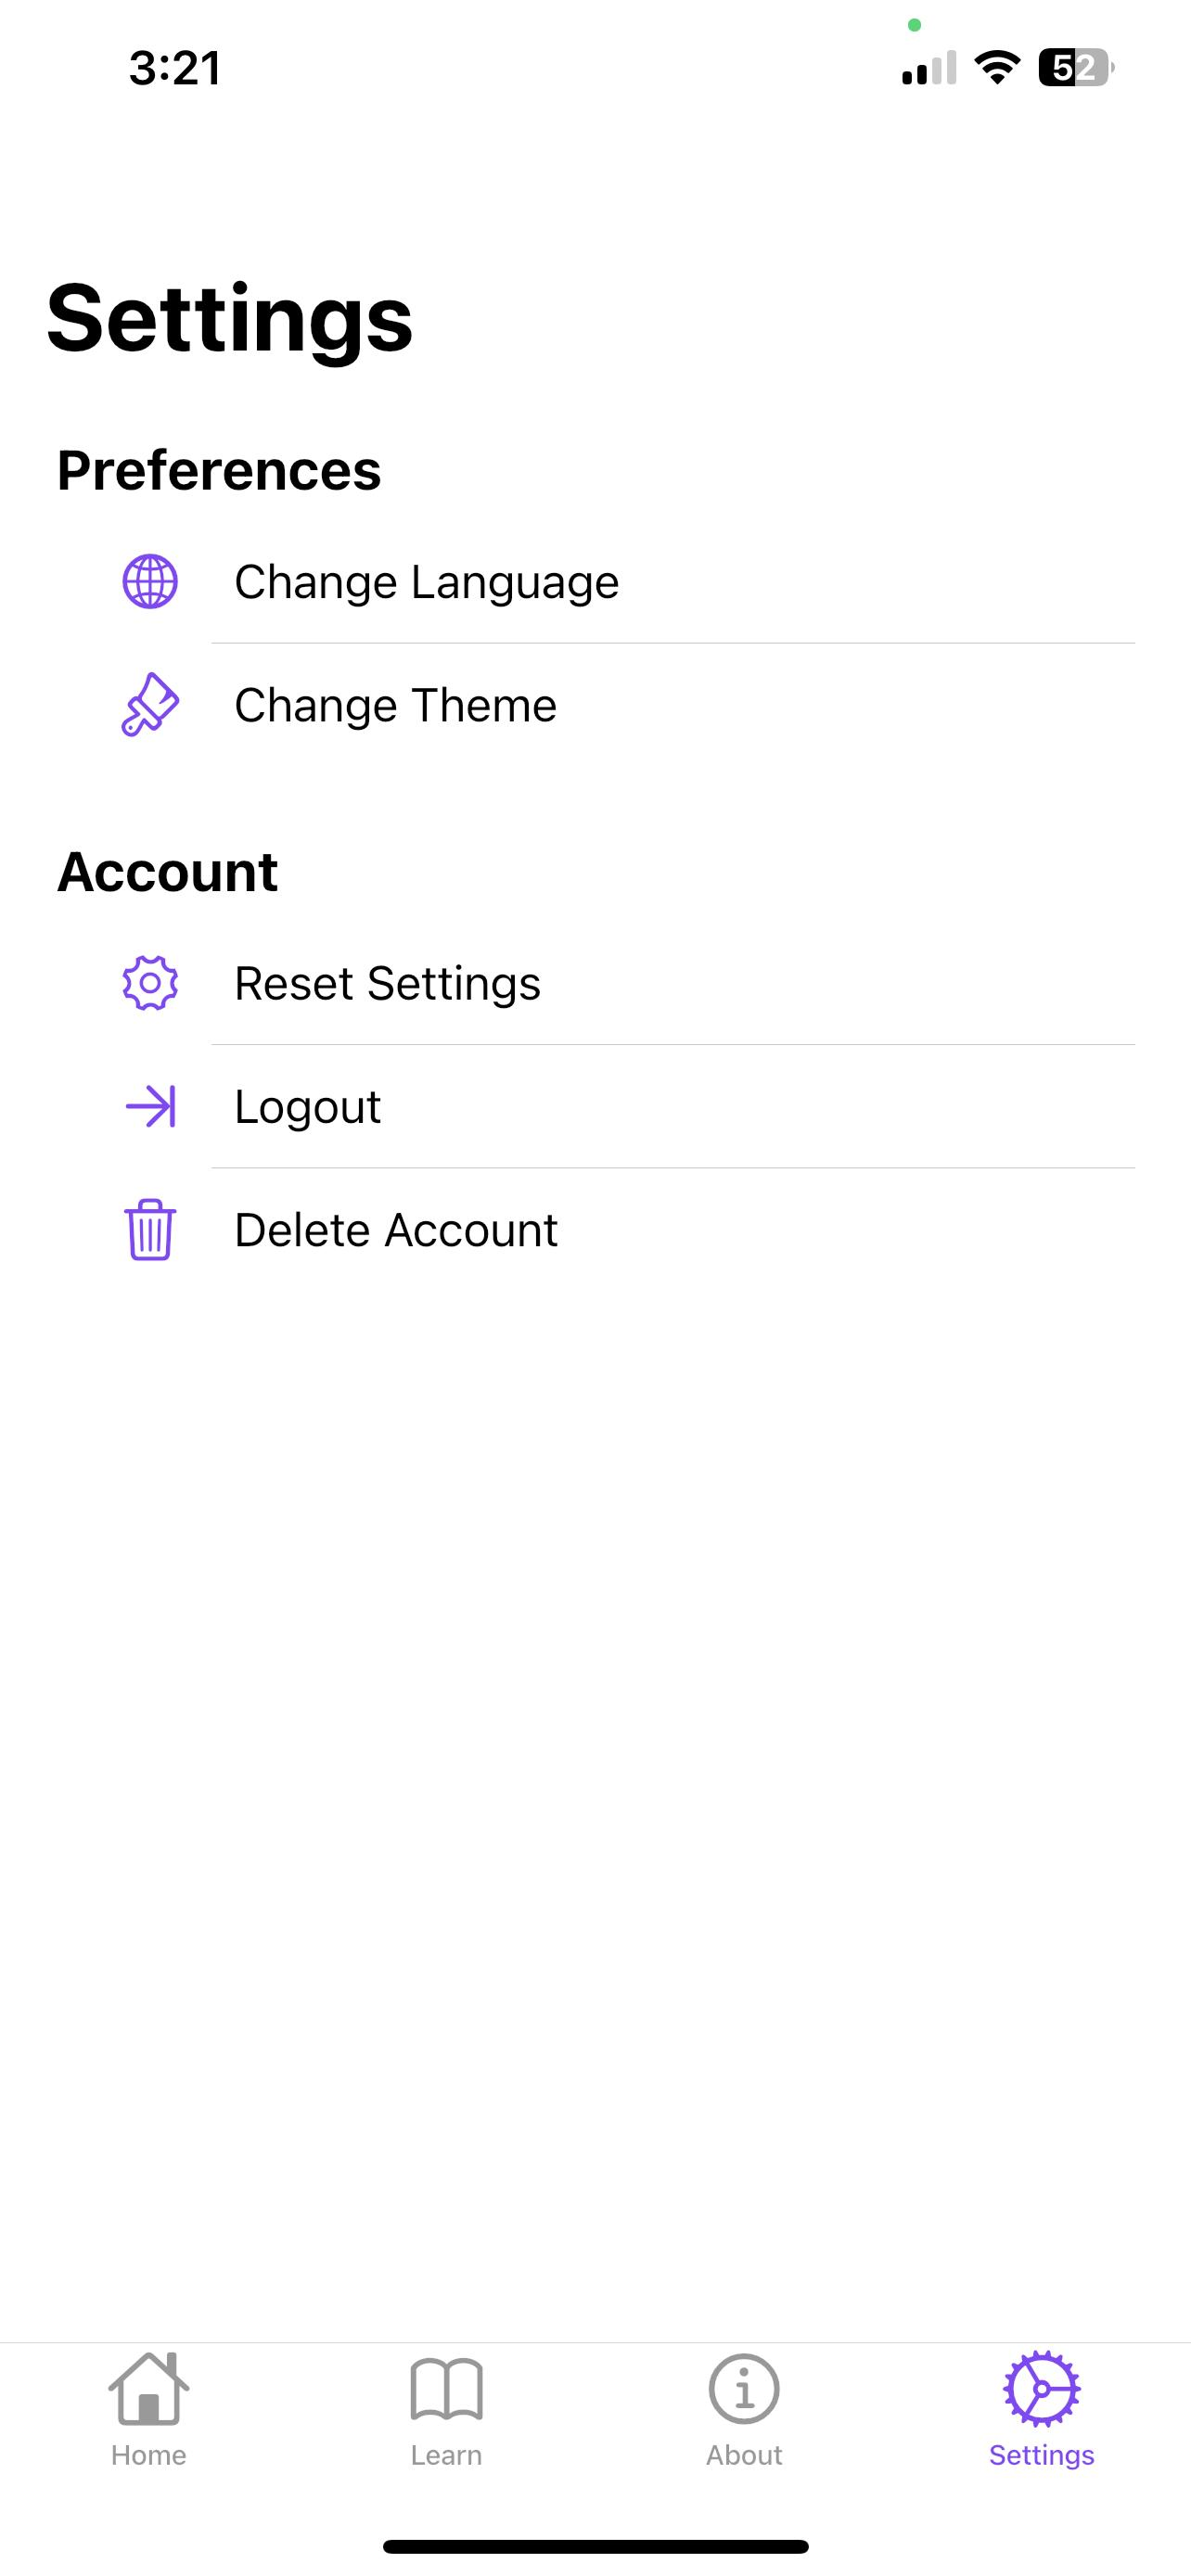 3:21
52
Settings
Preferences
Change Language
Change Theme
Account
Reset Settings
Logout
Delete Account
Home
Learn
About
Settings